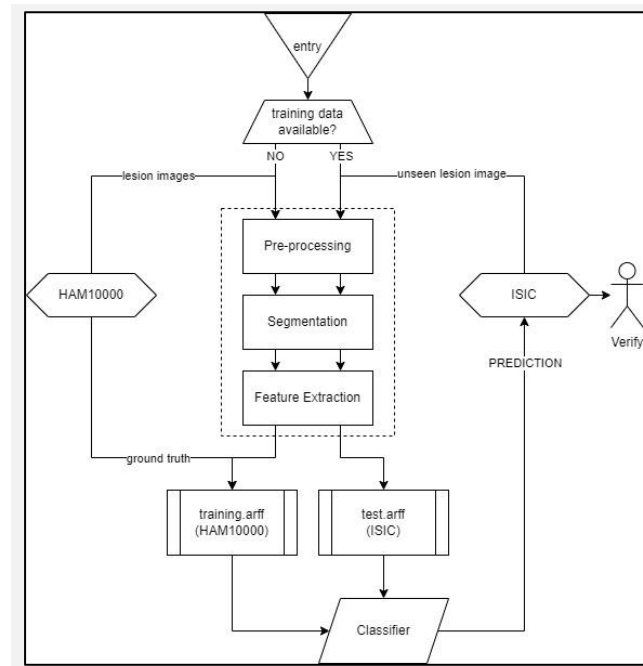 entry
training data
available?
NO
YES
lesion images
unseen lesion image
Pre-processing
HAM10000
ISIC
Segmentation
Verify
PREDICTION
Feature Extraction
ground truth
training.arff
(HAM10000)
test.arff
(ISIC)
Classifier